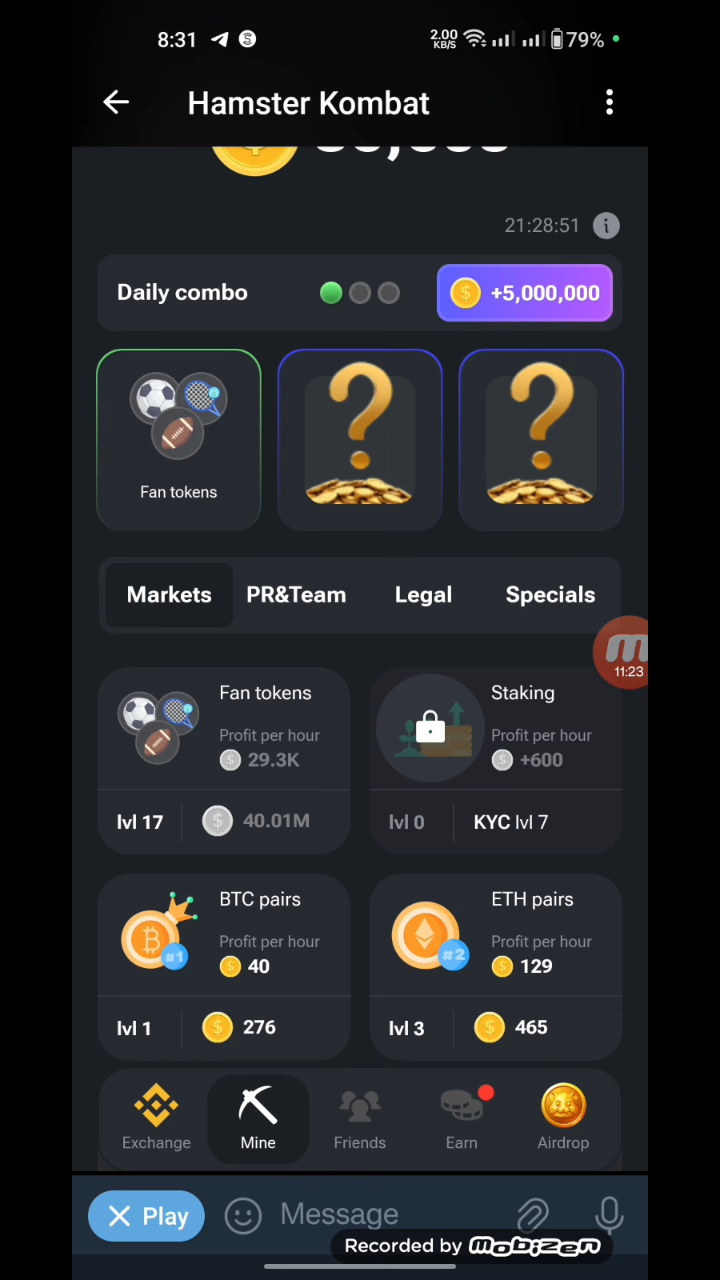 8:31
2.00 KB/S
79%
Hamster Kombat
21:28:51
Daily combo
+5,000,000
Fan tokens
Markets PR&Team Legal Specials
11:23
Fan tokens
Profit per hour
29.3K
lvl 17 40.01M
Staking
Profit per hour
+600
lvl 0 KYC lvl 7
BTC pairs
#1
Profit per hour
40
lvl 1 276
ETH pairs
#2
Profit per hour
129
lvl 3 465
Exchange Mine Friends Earn Airdrop
Play Message
Recorded by mobizen